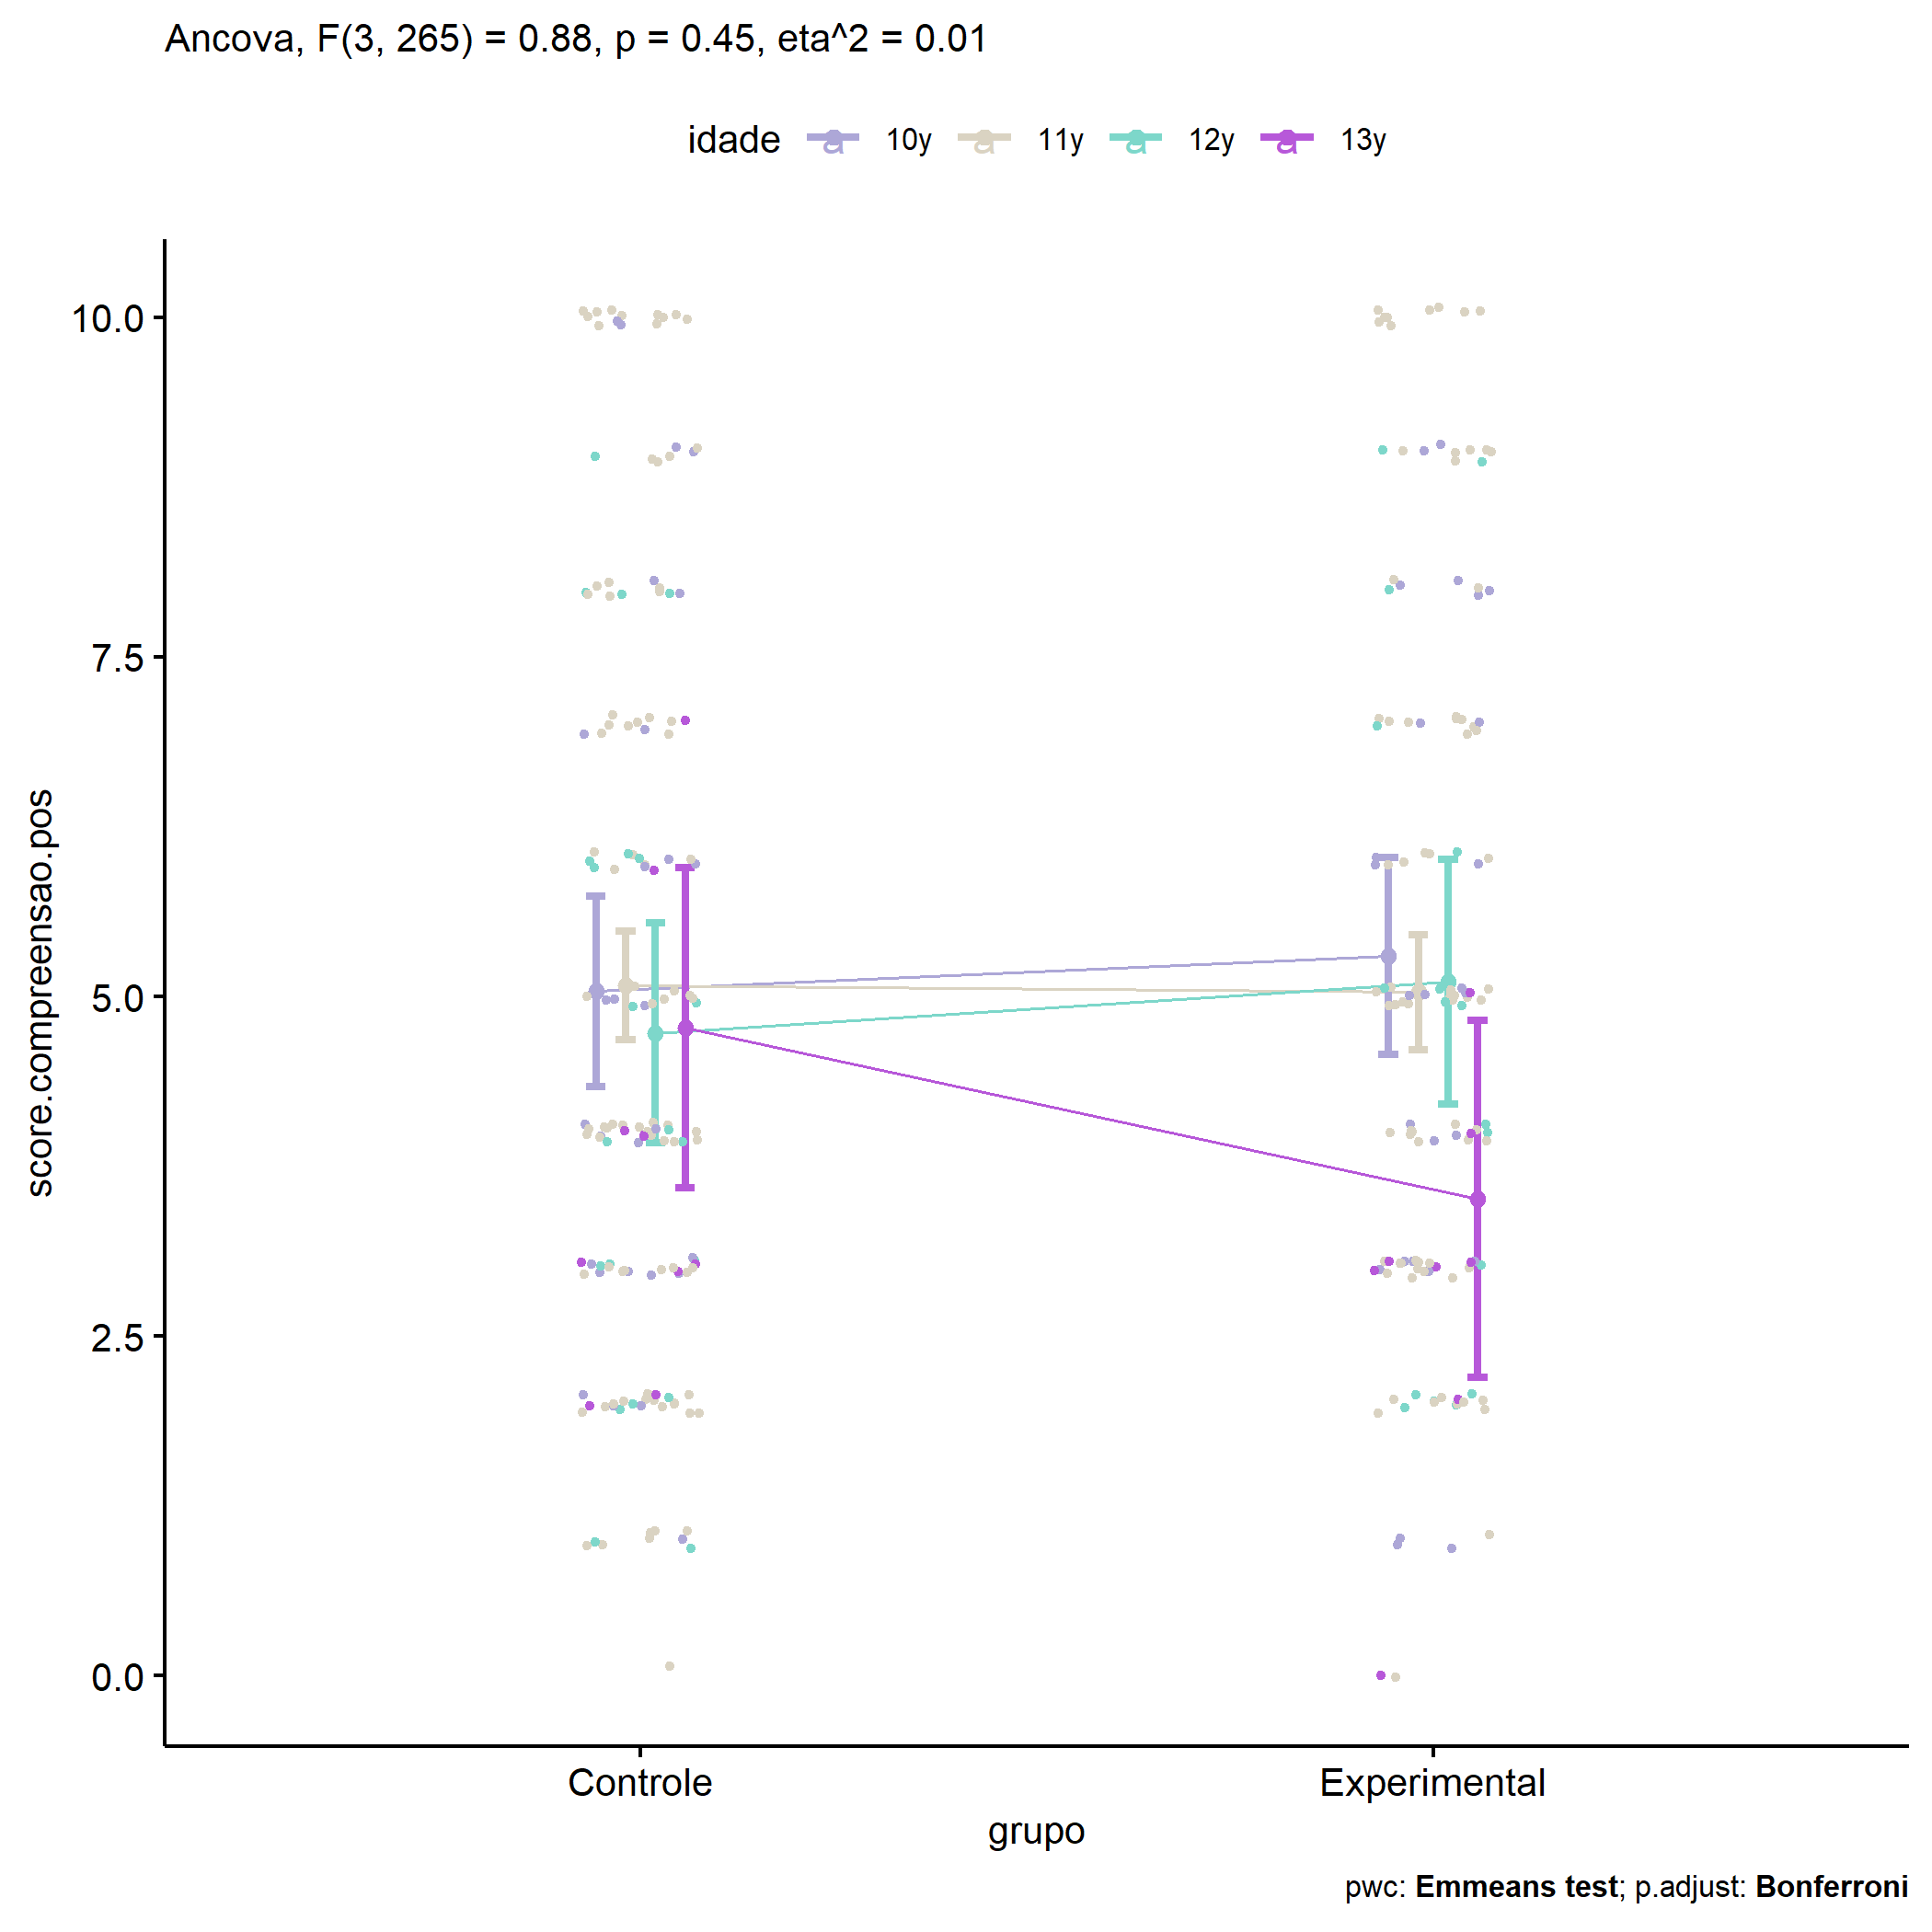 Ancova, F(3, 265) = 0.88, p = 0.45, eta^2 = 0.01
idade a 10y a 11y a 12y a 13y
10.0
7.5
5.0
2.5
0.0
score.compreensao.pos
Controle Experimental
grupo
pwc: Emmeans test; p.adjust: Bonferroni